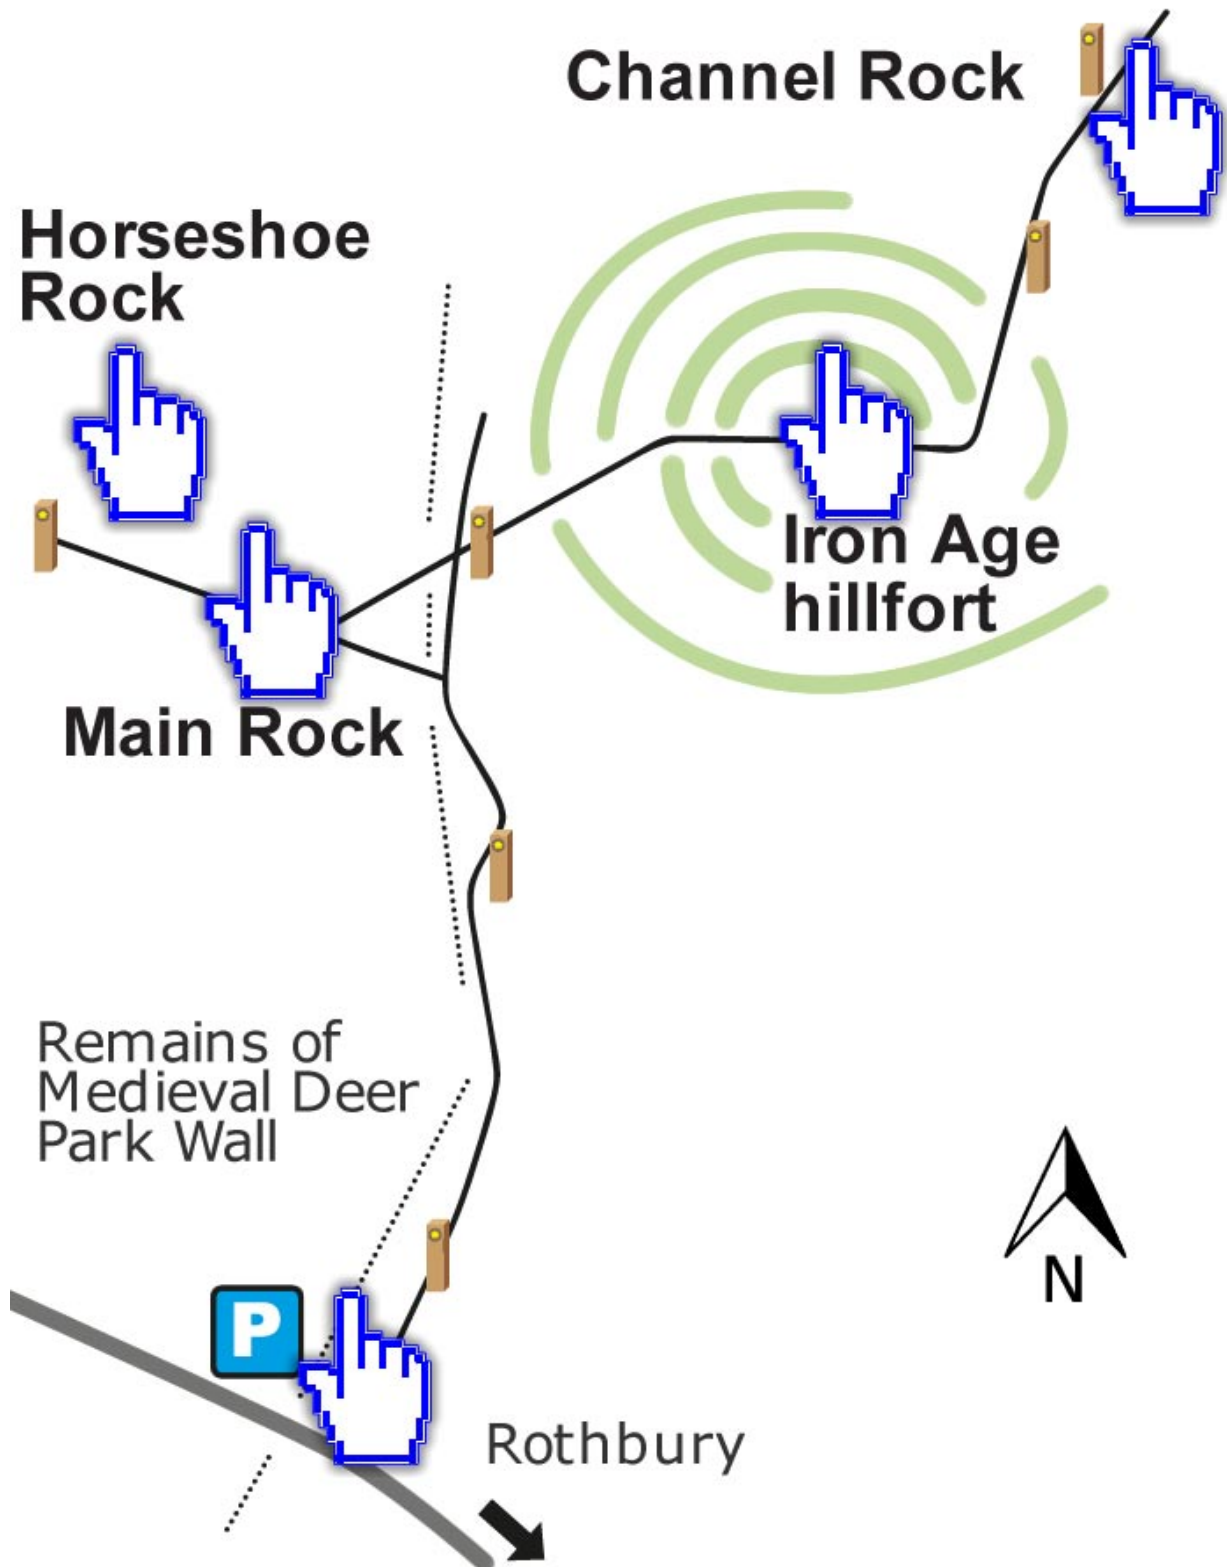 Channel Rock
Horseshoe
Rock
Iron Age
hillfort
Main Rock
Remains of
Medieval Deer
Park Wall
N
P
Rothbury